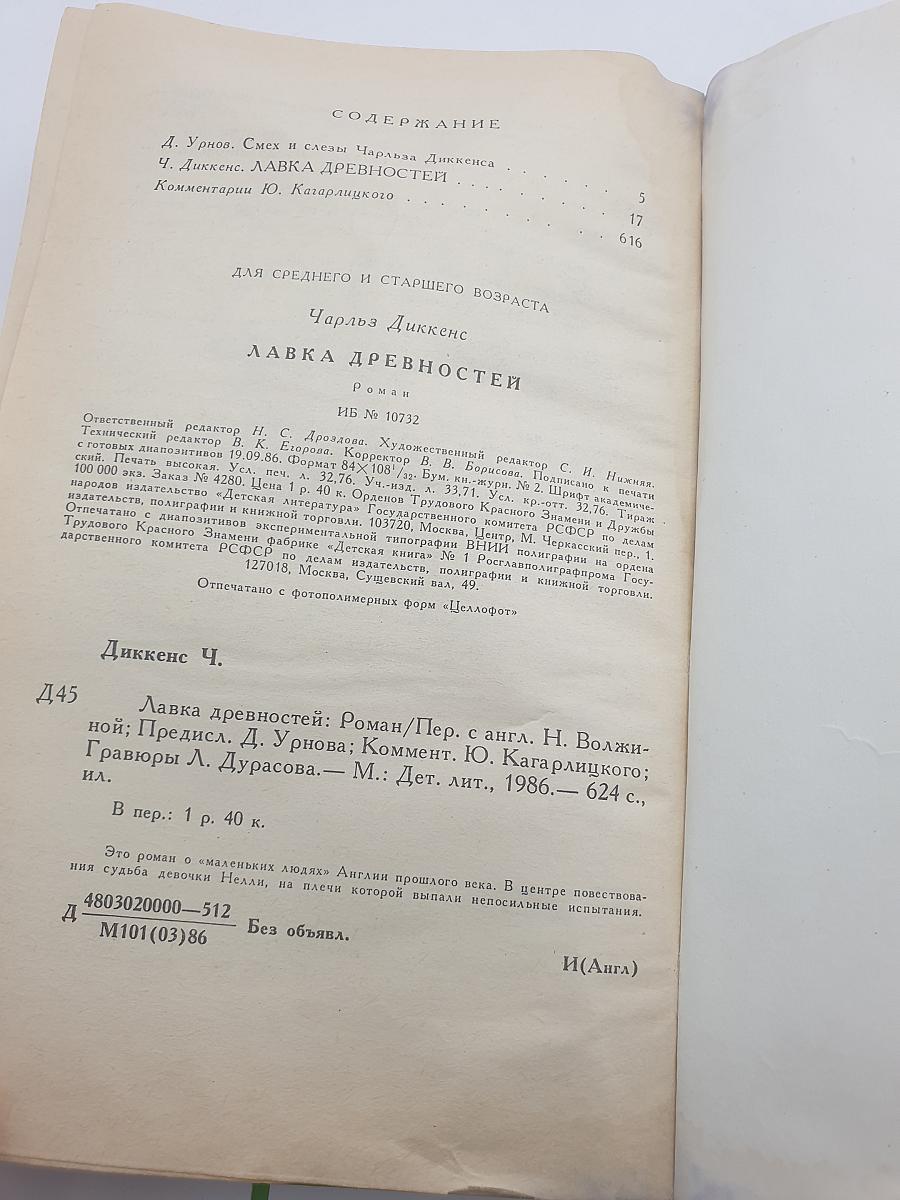 СОДЕРЖАНИЕ
Д. Урнов. Смех и слезы Чарльза Диккенса . . . . . . 5
Ч. Диккенс. ЛАВКА ДРЕВНОСТЕЙ . . . . . . . . 17
Комментарии Ю. Кагарлицкого . . . . . . . . 616
ДЛЯ СРЕДНЕГО И СТАРШЕГО ВОЗРАСТА
Чарльз Диккенс
ЛАВКА ДРЕВНОСТЕЙ
Роман
ИБ № 10732
Ответственный редактор Н. С. Дроздова. Художественный редактор С. И. Нижняя.
Технический редактор В. К. Егорова. Корректор В. В. Борисова. Подписано к печати
с готовых диапозитивов 19.09.86. Формат 84×108¹/₃₂. Бум. кн.-журн. № 2. Шрифт академиче-
ский. Печать высокая. Усл. печ. л. 32,76. Уч.-изд. л. 33,71. Усл. кр.-отт. 32,76. Тираж
100 000 экз. Заказ № 4280. Цена 1 р. 40 к. Орденов Трудового Красного Знамени и Дружбы
народов издательство «Детская литература» Государственного комитета РСФСР по делам
издательств, полиграфии и книжной торговли. 103720, Москва, Центр, М. Черкасский пер., 1.
Отпечатано с диапозитивов экспериментальной типографии ВНИИ полиграфии на ордена
Трудового Красного Знамени фабрике «Детская книга» № 1 Росглавполиграфпрома Госу-
дарственного комитета РСФСР по делам издательств, полиграфии и книжной торговли.
127018, Москва, Сущевский вал, 49.
Отпечатано с фотополимерных форм «Целлофот»
Диккенс Ч.
Д45 Лавка древностей: Роман/Пер. с англ. Н. Волжи-
ной; Предисл. Д. Урнова; Коммент. Ю. Кагарлицкого;
Гравюры Л. Дурасова.— М.: Дет. лит., 1986.— 624 с.,
ил.
В пер.: 1 р. 40 к.
Это роман о «маленьких людях» Англии прошлого века. В центре повествова-
ния судьба девочки Нелли, на плечи которой выпали непосильные испытания.
Д 4803020000—512 Без объявл.
М101(03)86
И(Англ)